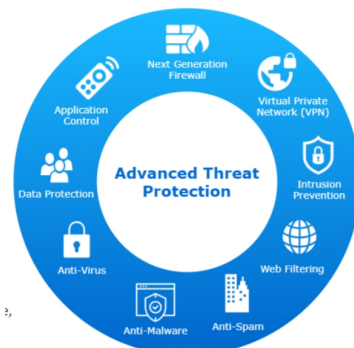 Next Generation
Firewall
Virtual Private
Network (VPN)
Intrusion
Prevention
Web Filtering
Anti-Spam
Anti-Malware
Anti-Virus
Data Protection
Application
Control
Advanced Threat
Protection
e,